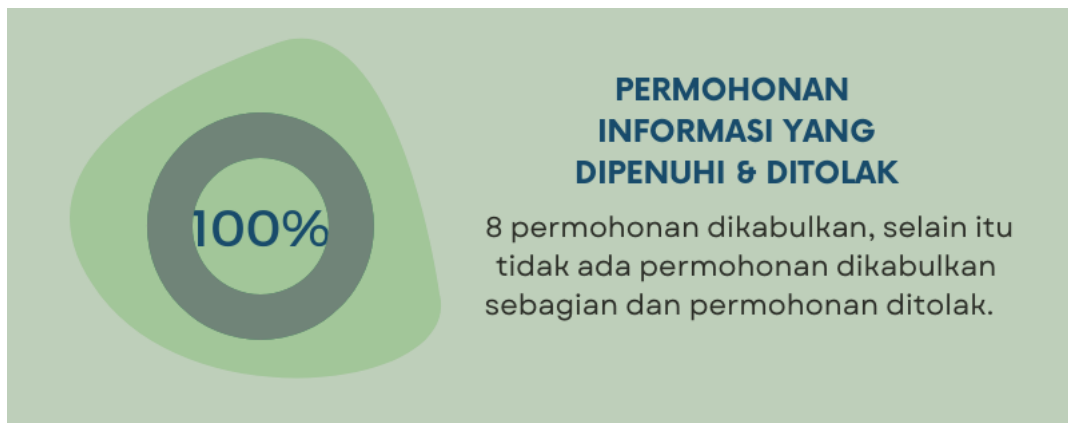 100%
PERMOHONAN
INFORMASI YANG
DIPENUHI & DITOLAK
8 permohonan dikabulkan, selain itu
tidak ada permohonan dikabulkan
sebagian dan permohonan ditolak.